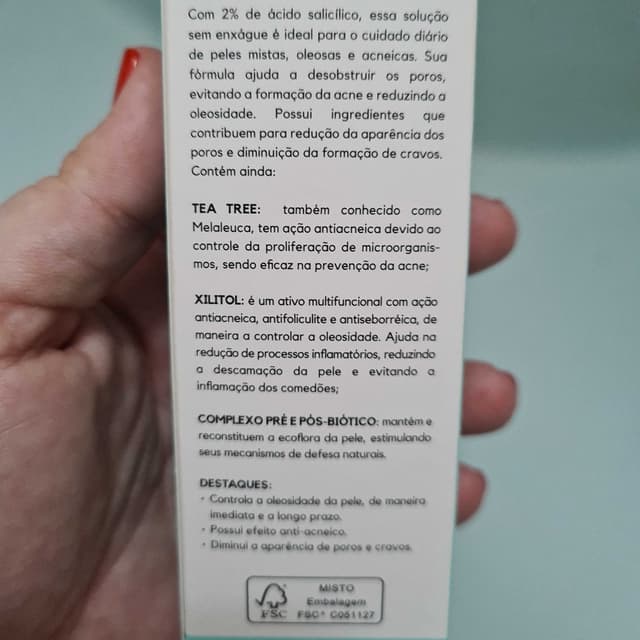 Com 2% de ácido salicílico, essa solução
sem enxágue é ideal para o cuidado diário
de peles mistas, oleosas e acneicas. Sua
fórmula ajuda a desobstruir os poros,
evitando a formação da acne e reduzindo a
oleosidade. Possui ingredientes que
contribuem para redução da aparência dos
poros e diminuição da formação de cravos.
Contém ainda:
TEA TREE: também conhecido como
Melaleuca, tem ação antiacneica devido ao
controle da proliferação de microorganis-
mos, sendo eficaz na prevenção da acne;
XILITOL: é um ativo multifuncional com ação
antiacneica, antifoliculite e antiseborréica, de
maneira a controlar a oleosidade. Ajuda na
redução de processos inflamatórios, reduzindo
a descamação da pele e evitando a
inflamação dos comedões;
COMPLEXO PRÉ E PÓS-BIÓTICO: mantém e
reconstituem a ecoflora da pele, estimulando
seus mecanismos de defesa naturais.
DESTAQUES:
• Controla a oleosidade da pele, de maneira
imediata e a longo prazo.
• Possui efeito anti-acneico.
• Diminui a aparência de poros e cravos.
FSC
MISTO
Embalagem
FSC® C051127